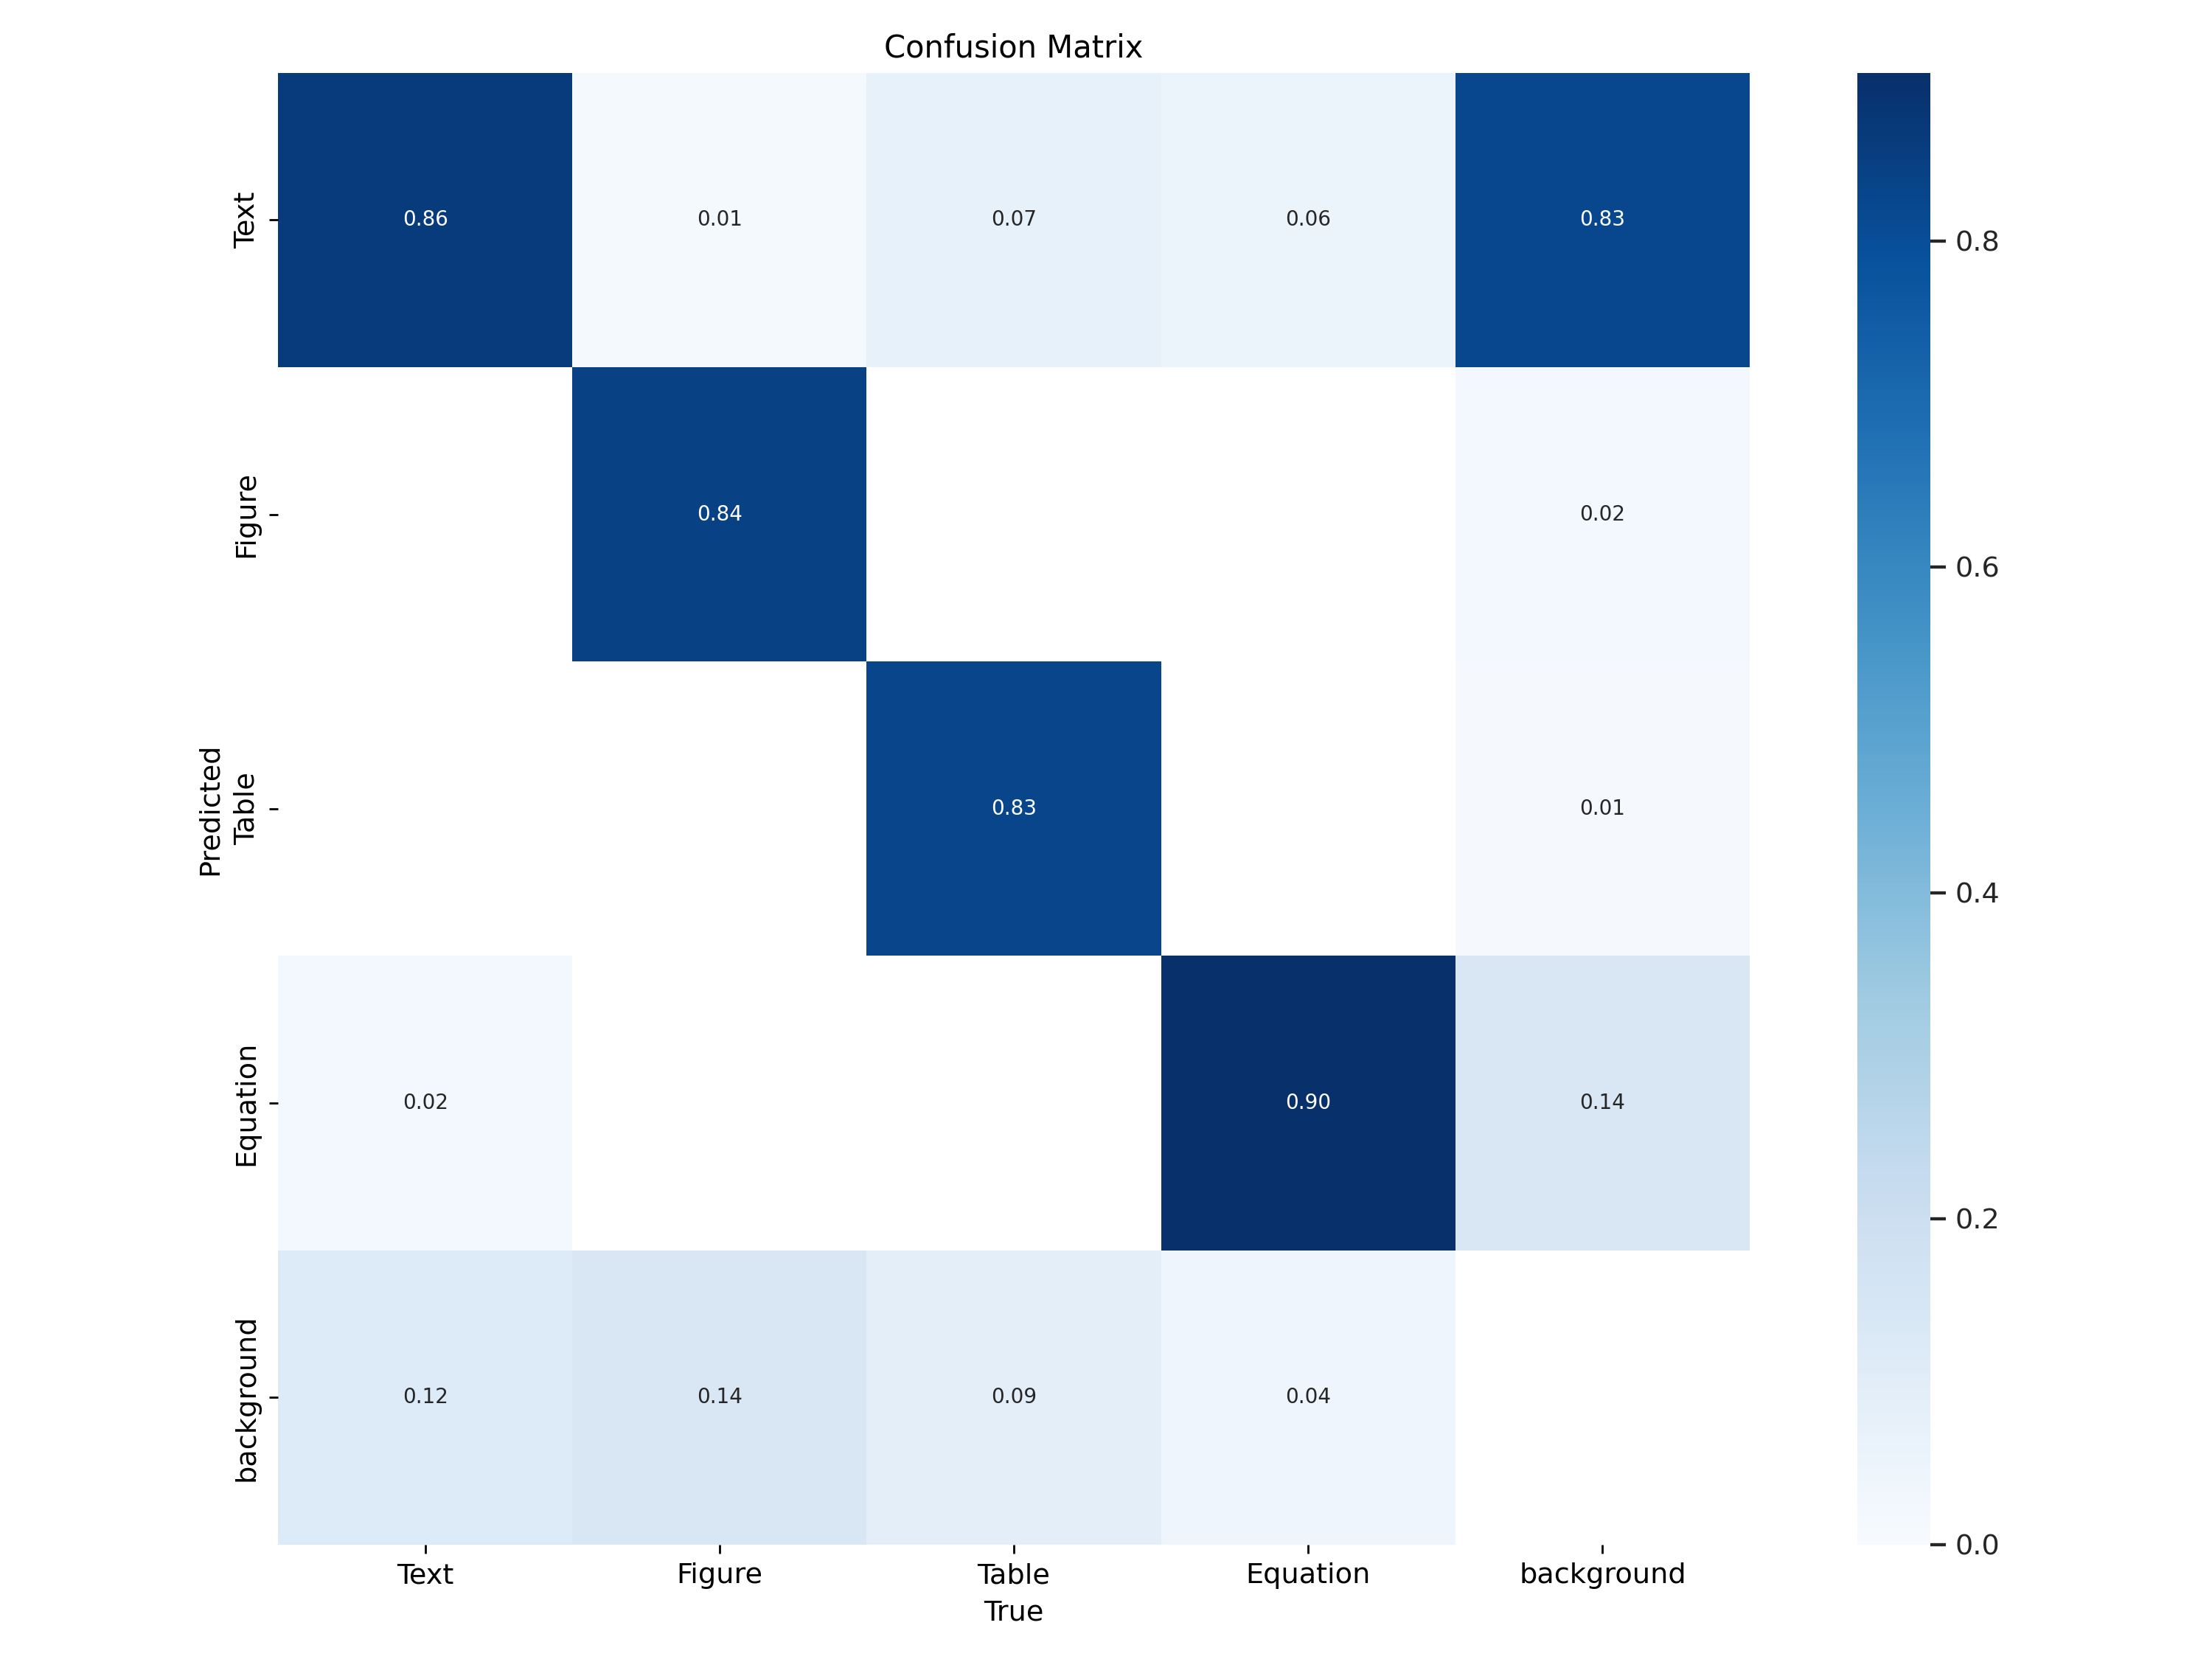 Confusion Matrix
Text 0.86 0.01 0.07 0.06 0.83
Figure 0.84 0.02
Predicted
Table 0.83 0.01
Equation 0.02 0.90 0.14
background 0.12 0.14 0.09 0.04
Text Figure Table Equation background
True
0.8
0.6
0.4
0.2
0.0